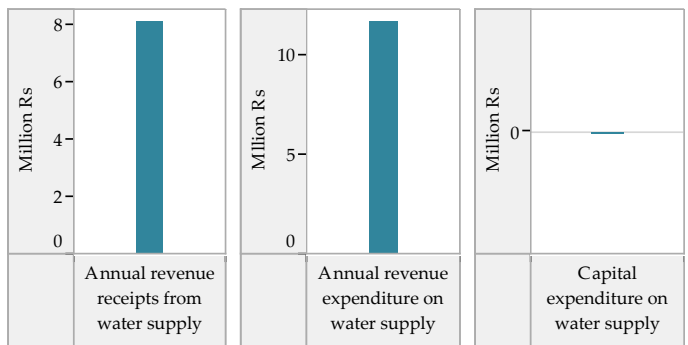 8
6
4
2
0
Million Rs
Annual revenue
receipts from
water supply
10
5
0
Mllion Rs
Annual revenue
expenditure on
water supply
0
Million Rs
Capital
expenditure on
water supply